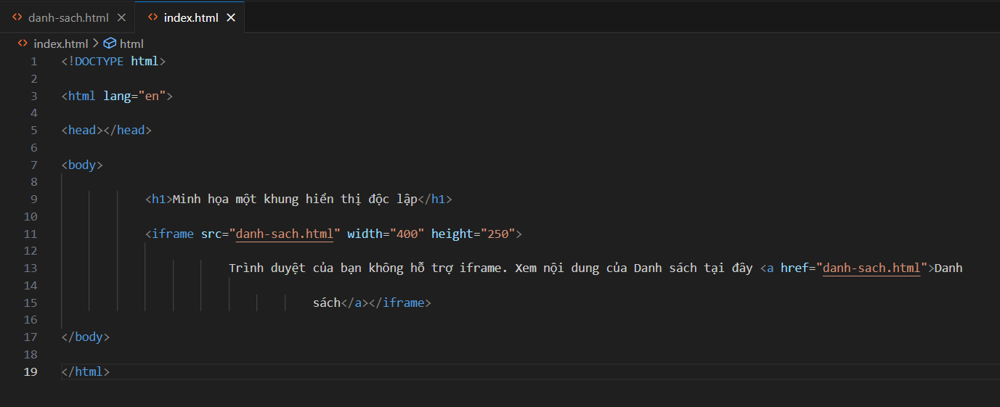 danh-sach.html index.html
index.html > html
1 <!DOCTYPE html>
2
3 <html lang="en">
4
5 <head></head>
6
7 <body>
8
9 <h1>Minh họa một khung hiển thị độc lập</h1>
10
11 <iframe src="danh-sach.html" width="400" height="250">
12
13 Trình duyệt của bạn không hỗ trợ iframe. Xem nội dung của Danh sách tại đây <a href="danh-sach.html">Danh
14
15 sách</a></iframe>
16
17 </body>
18
19 </html>